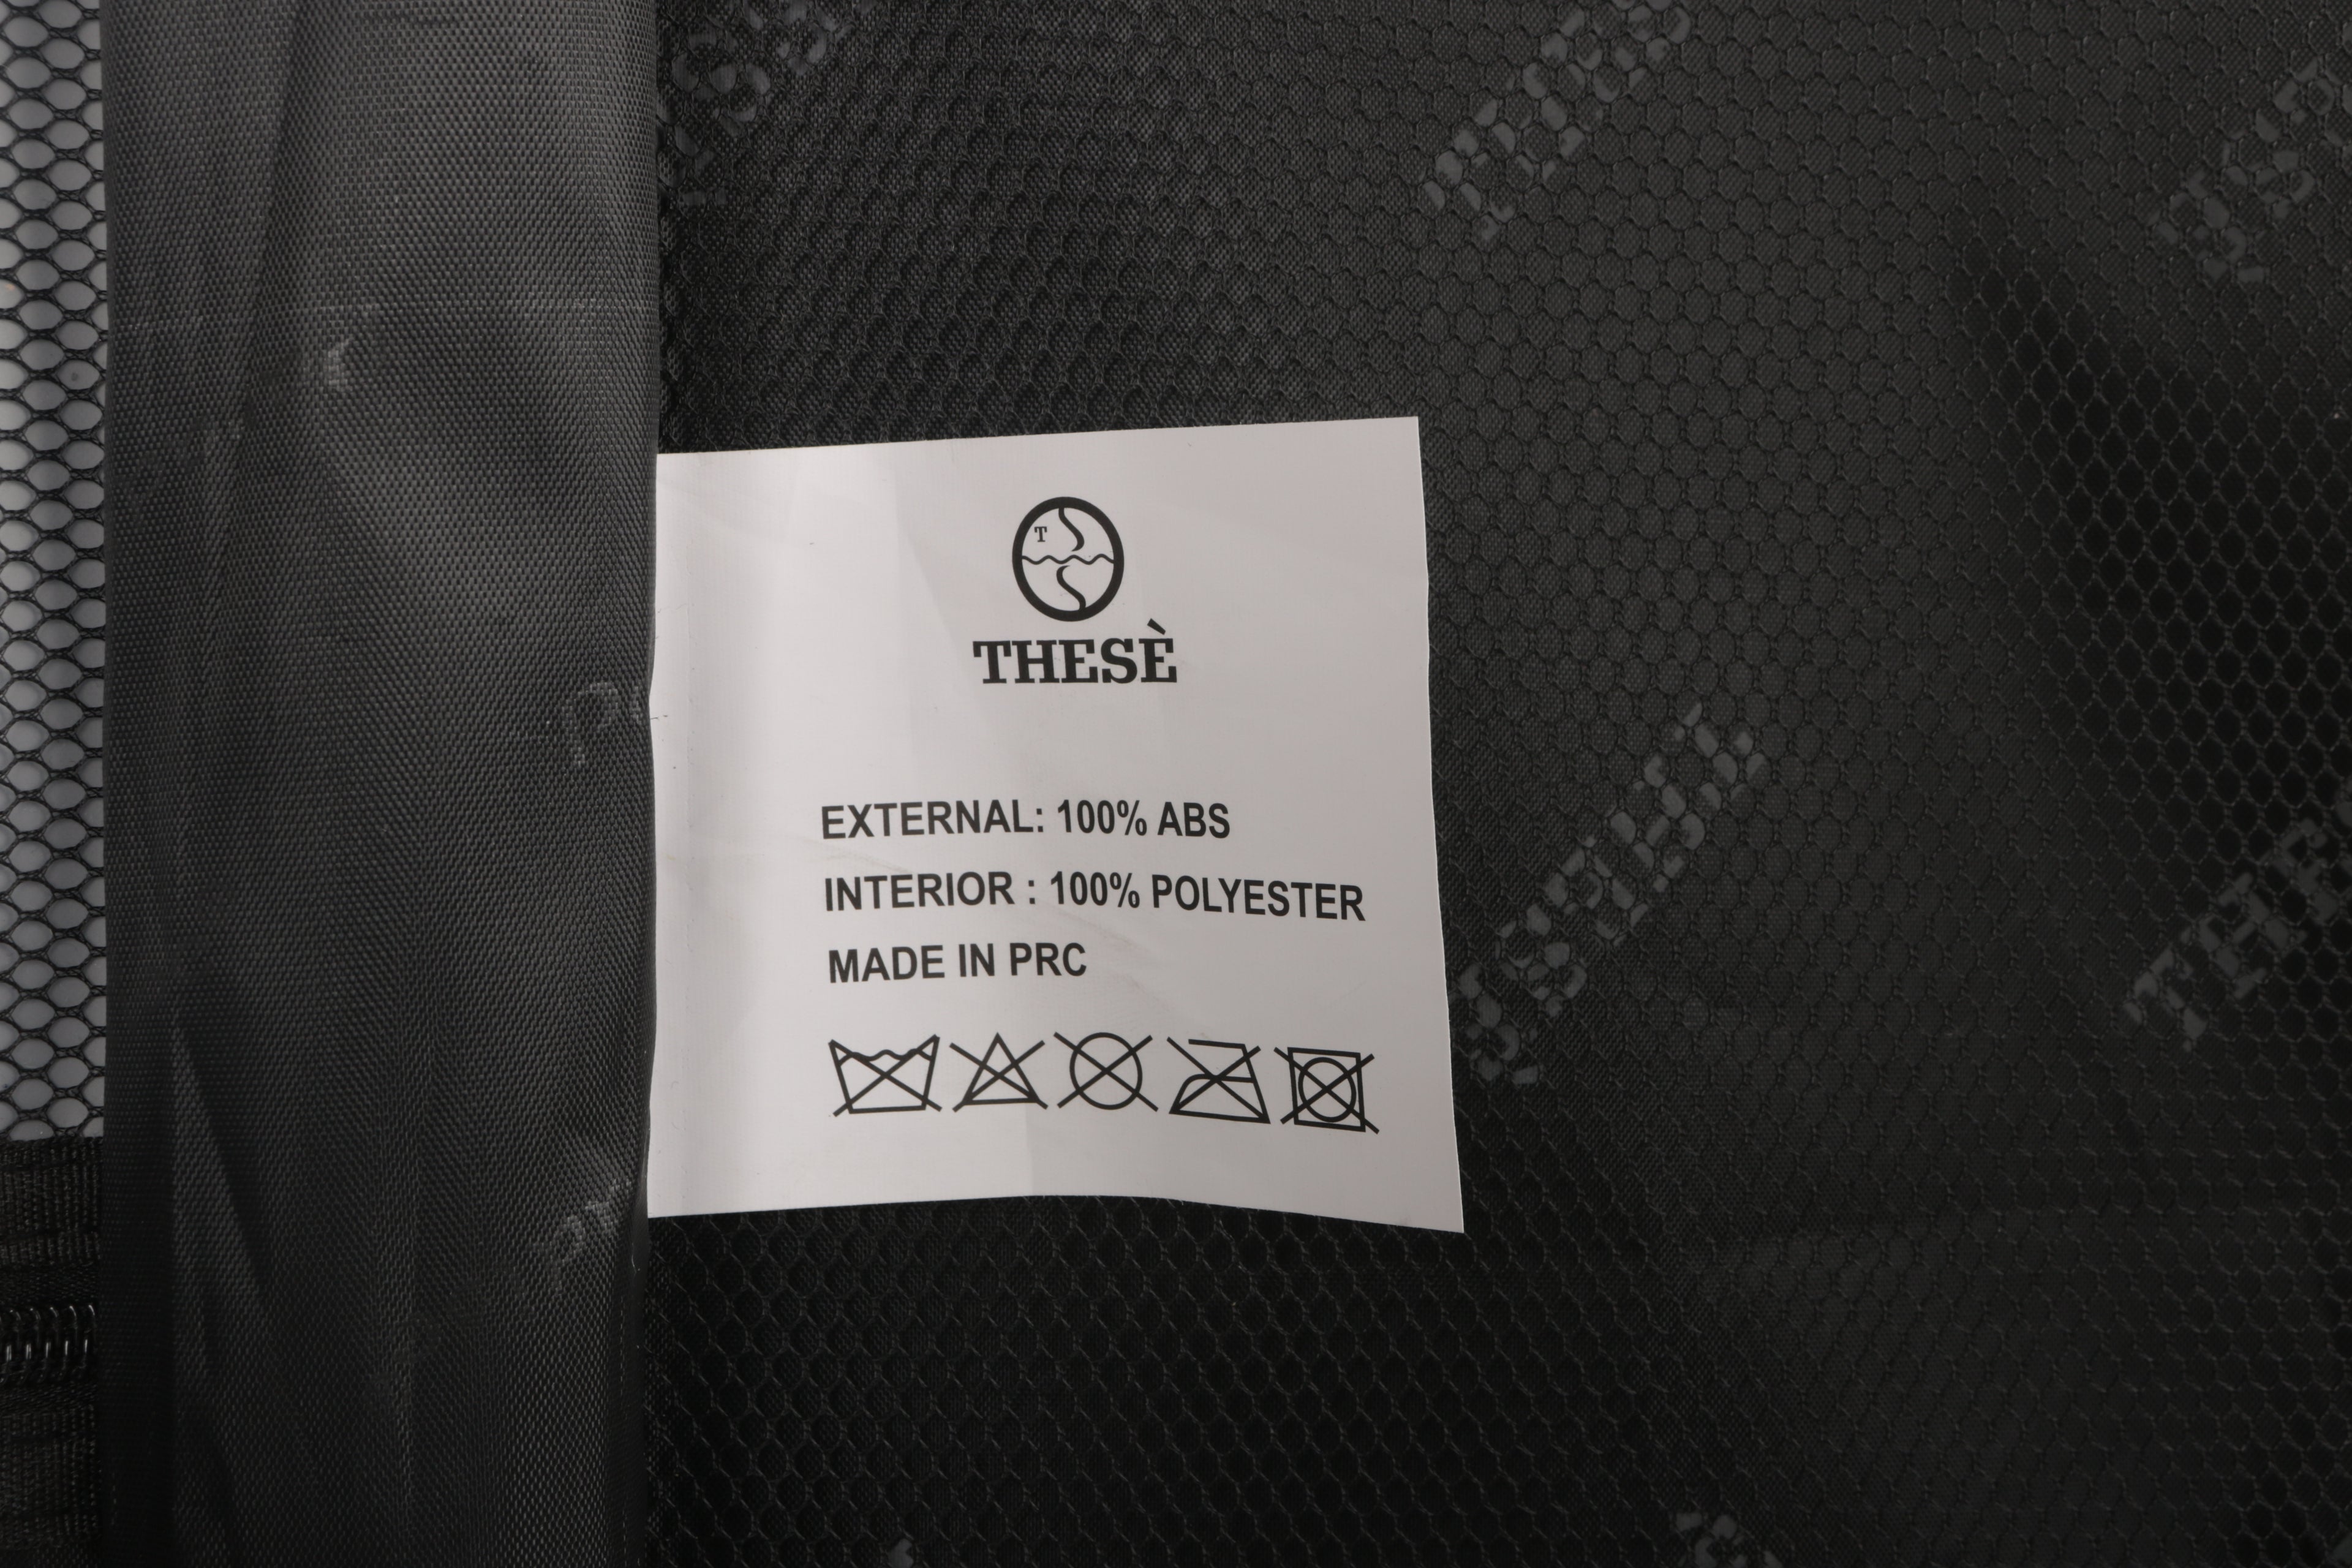 T
THESÈ
EXTERNAL: 100% ABS
INTERIOR : 100% POLYESTER
MADE IN PRC